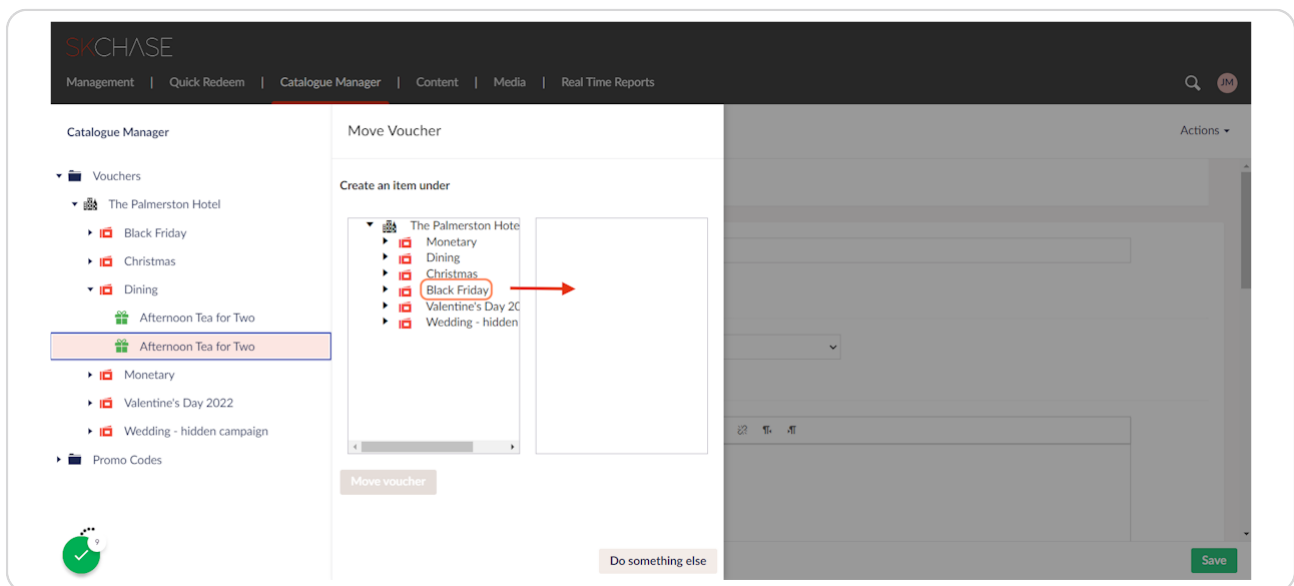 SKCHASE
Management | Quick Redeem | Catalogue Manager | Content | Media | Real Time Reports
JM
Catalogue Manager
Vouchers
The Palmerston Hotel
Black Friday
Christmas
Dining
Afternoon Tea for Two
Afternoon Tea for Two
Monetary
Valentine's Day 2022
Wedding - hidden campaign
Promo Codes
9
Move Voucher
Create an item under
The Palmerston Hote
Monetary
Dining
Christmas
Black Friday
Valentine's Day 20
Wedding - hidden
Move voucher
Do something else
Actions
Save